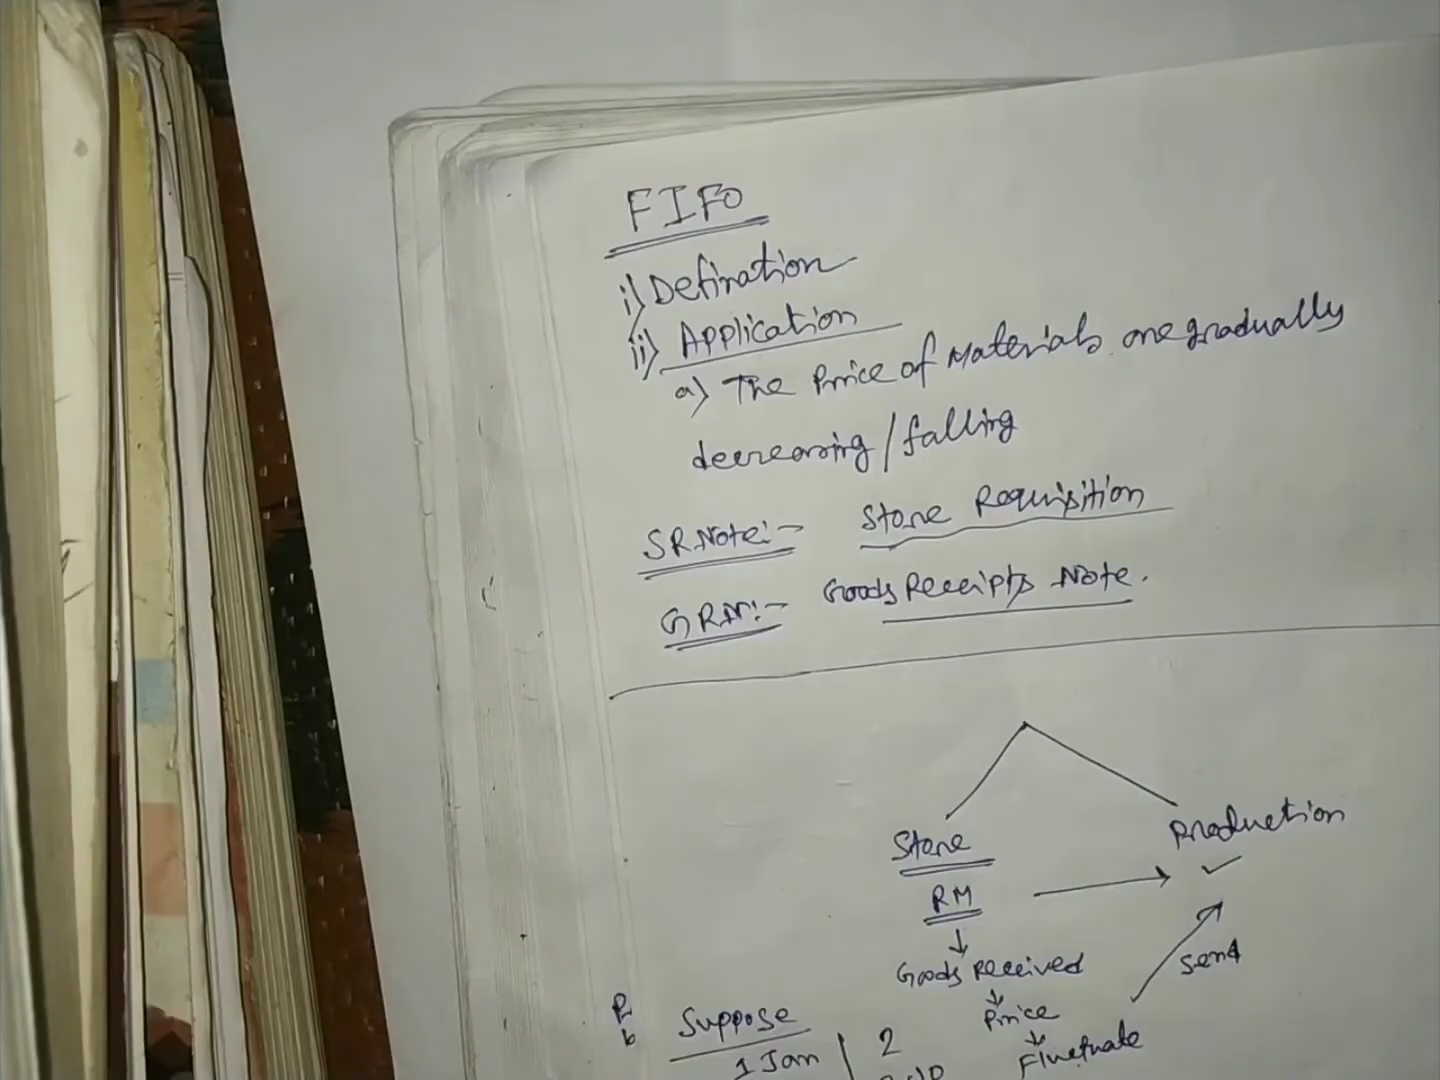 FIFO
i) Defination
ii) Application
a) The Price of Materials are gradually
decreasing / falling
SR Note:- Store Requisition
GRN:- Goods Receipts Note.
Store
Production
RM
Goods Received
Send
Price
Fluctuate
Suppose
1 Jan
2